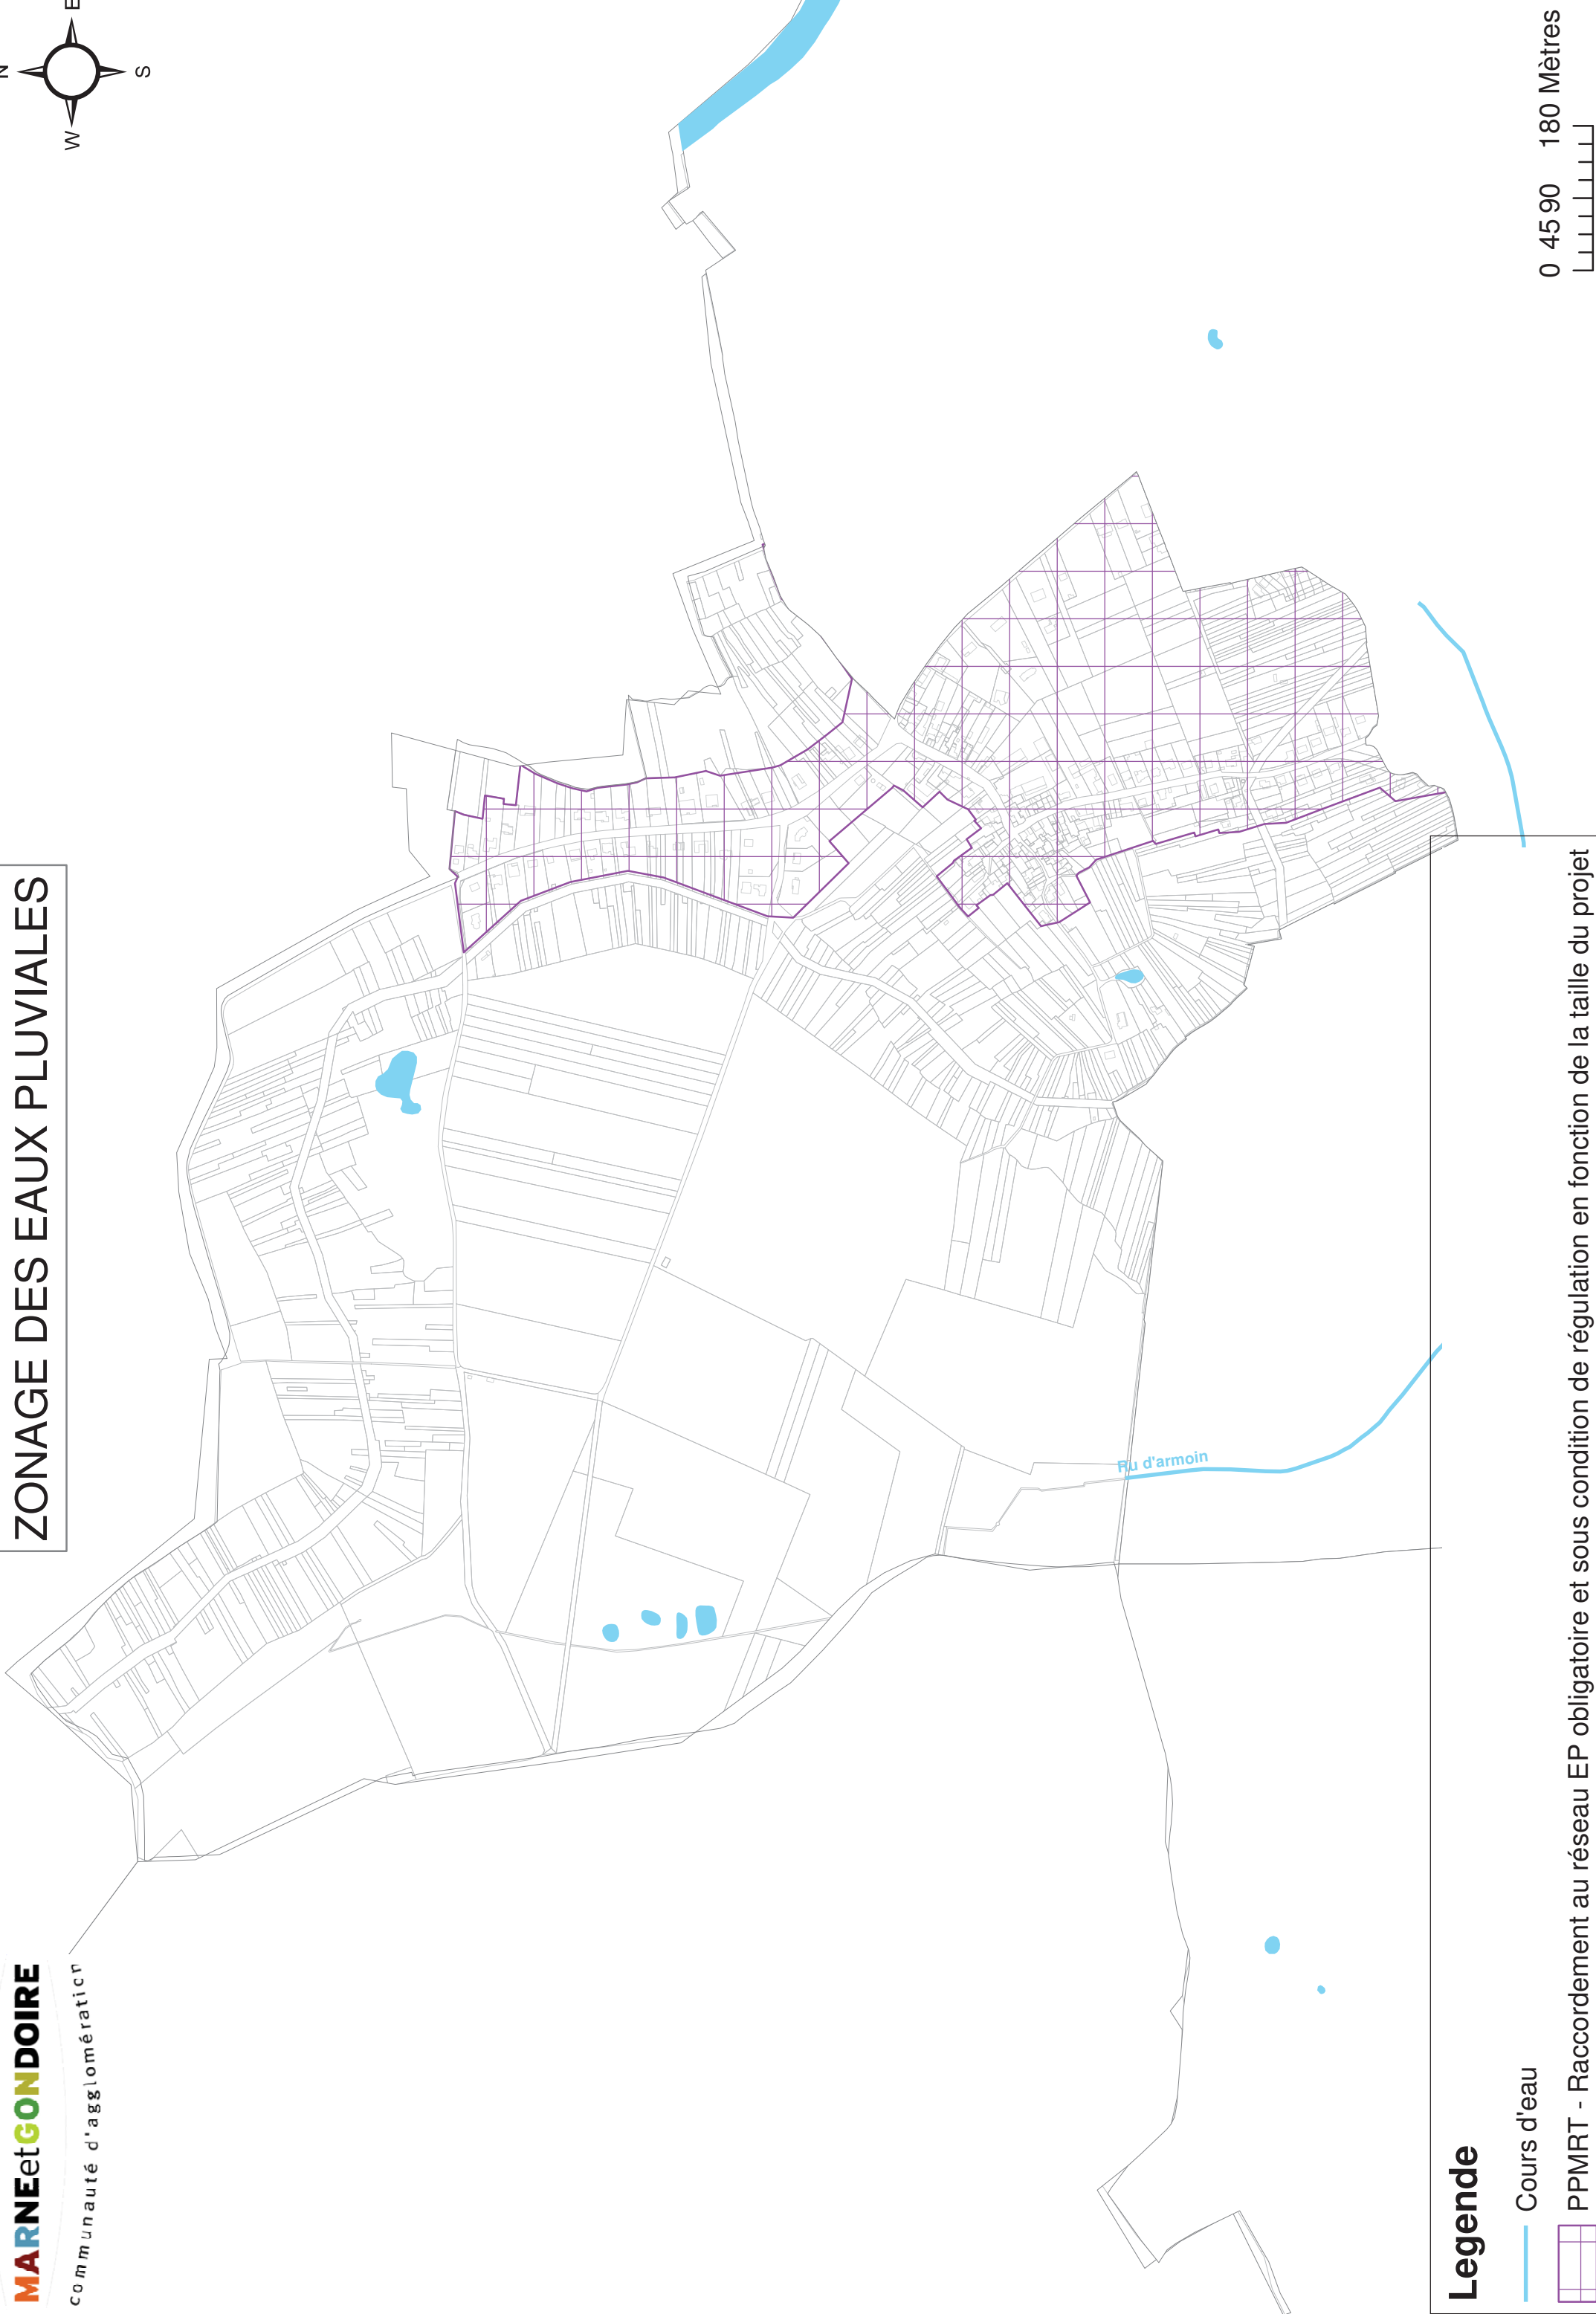 MARNEetGONDOIRE
communauté d'agglomération
ZONAGE DES EAUX PLUVIALES
N
W
E
S
Ru d'armoin
Legende
Cours d'eau
PPMRT - Raccordement au réseau EP obligatoire et sous condition de régulation en fonction de la taille du projet
0 45 90 180 Mètres